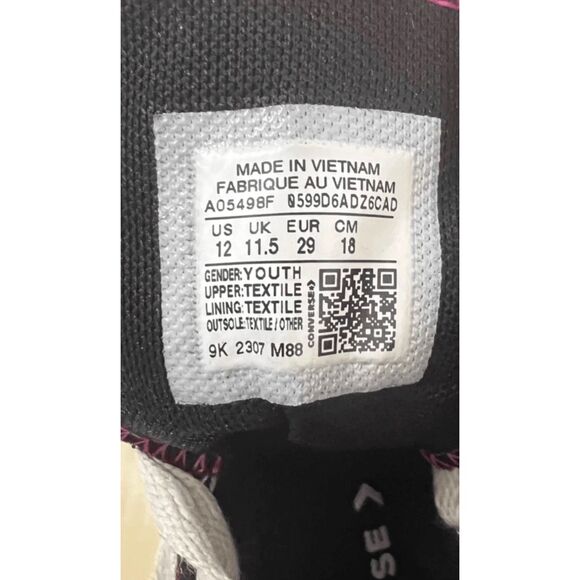 MADE IN VIETNAM
FABRIQUE AU VIETNAM
A05498F 0599D6ADZ6CAD
US UK EUR CM
12 11.5 29 18
GENDER:YOUTH
UPPER:TEXTILE
LINING:TEXTILE
OUTSOLE:TEXTILE/OTHER
9K 2307 M88
CONVERSE
SE